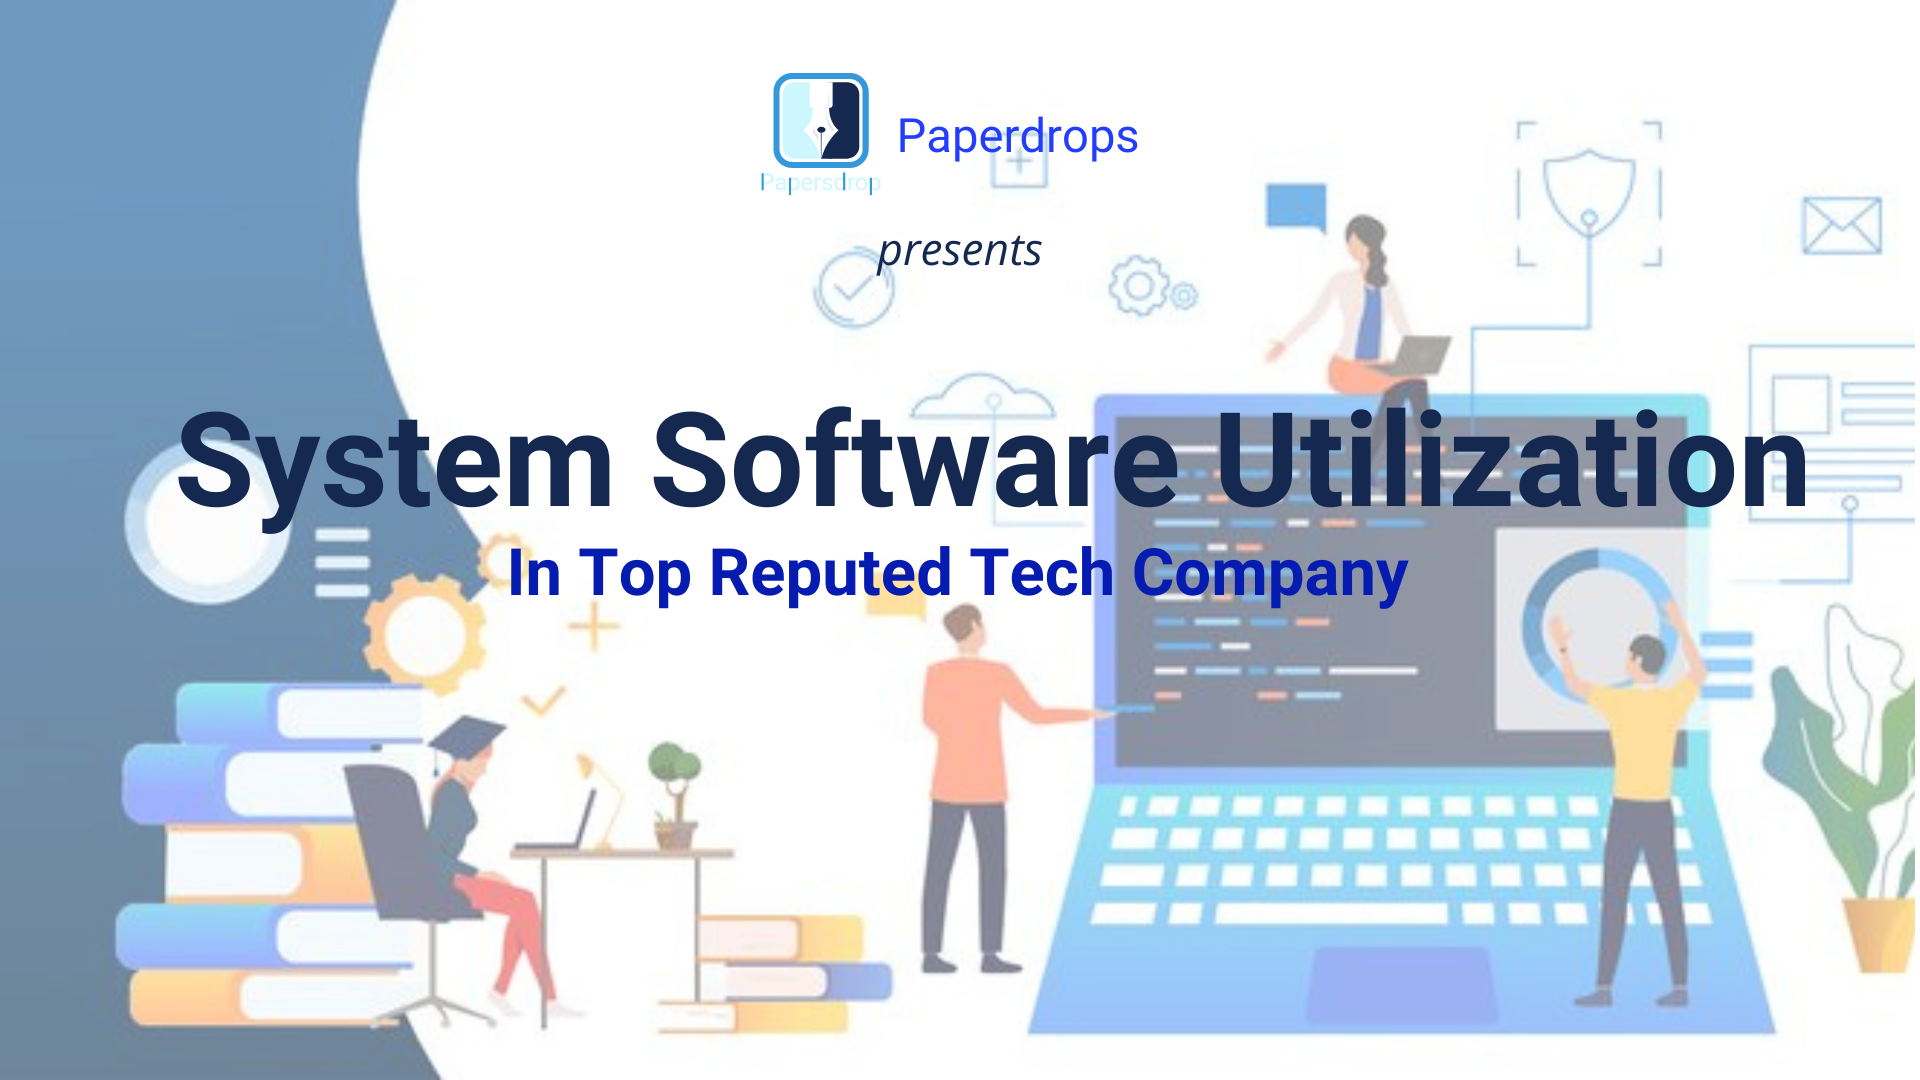 Paperdrops
Papersdrop
presents
System Software Utilization
In Top Reputed Tech Company